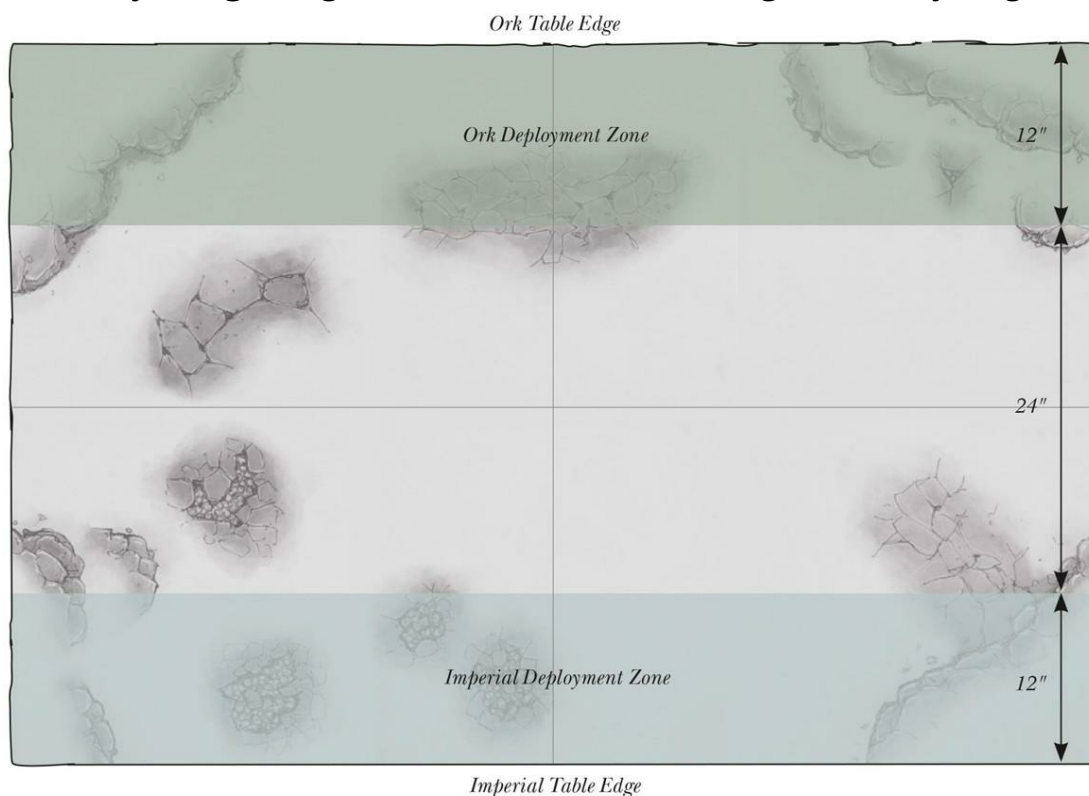 Ork Table Edge
Ork Deployment Zone
12"
24"
Imperial Deployment Zone
12"
Imperial Table Edge